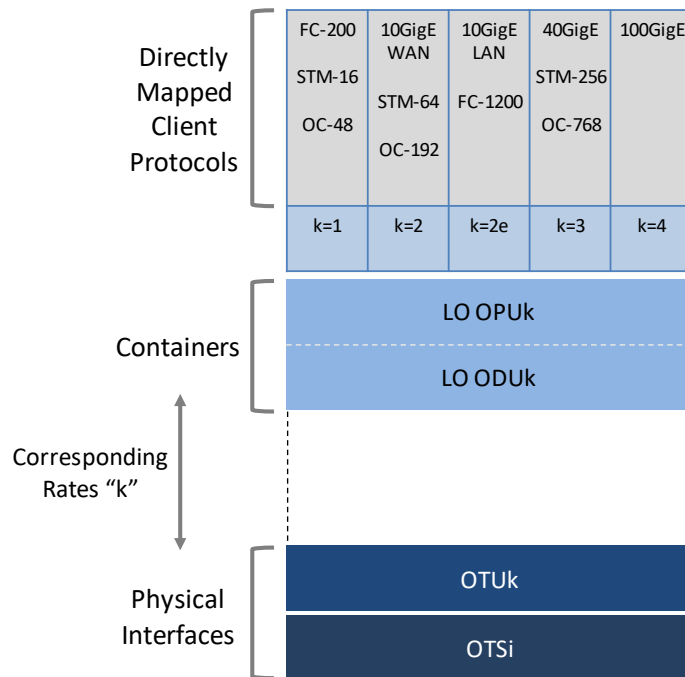 Directly
Mapped
Client
Protocols
FC-200
STM-16
OC-48
10GigE
WAN
STM-64
OC-192
10GigE
LAN
FC-1200
40GigE
STM-256
OC-768
100GigE
k=1
k=2
k=2e
k=3
k=4
Containers
LO OPUk
LO ODUk
Corresponding
Rates “k”
Physical
Interfaces
OTUk
OTSi